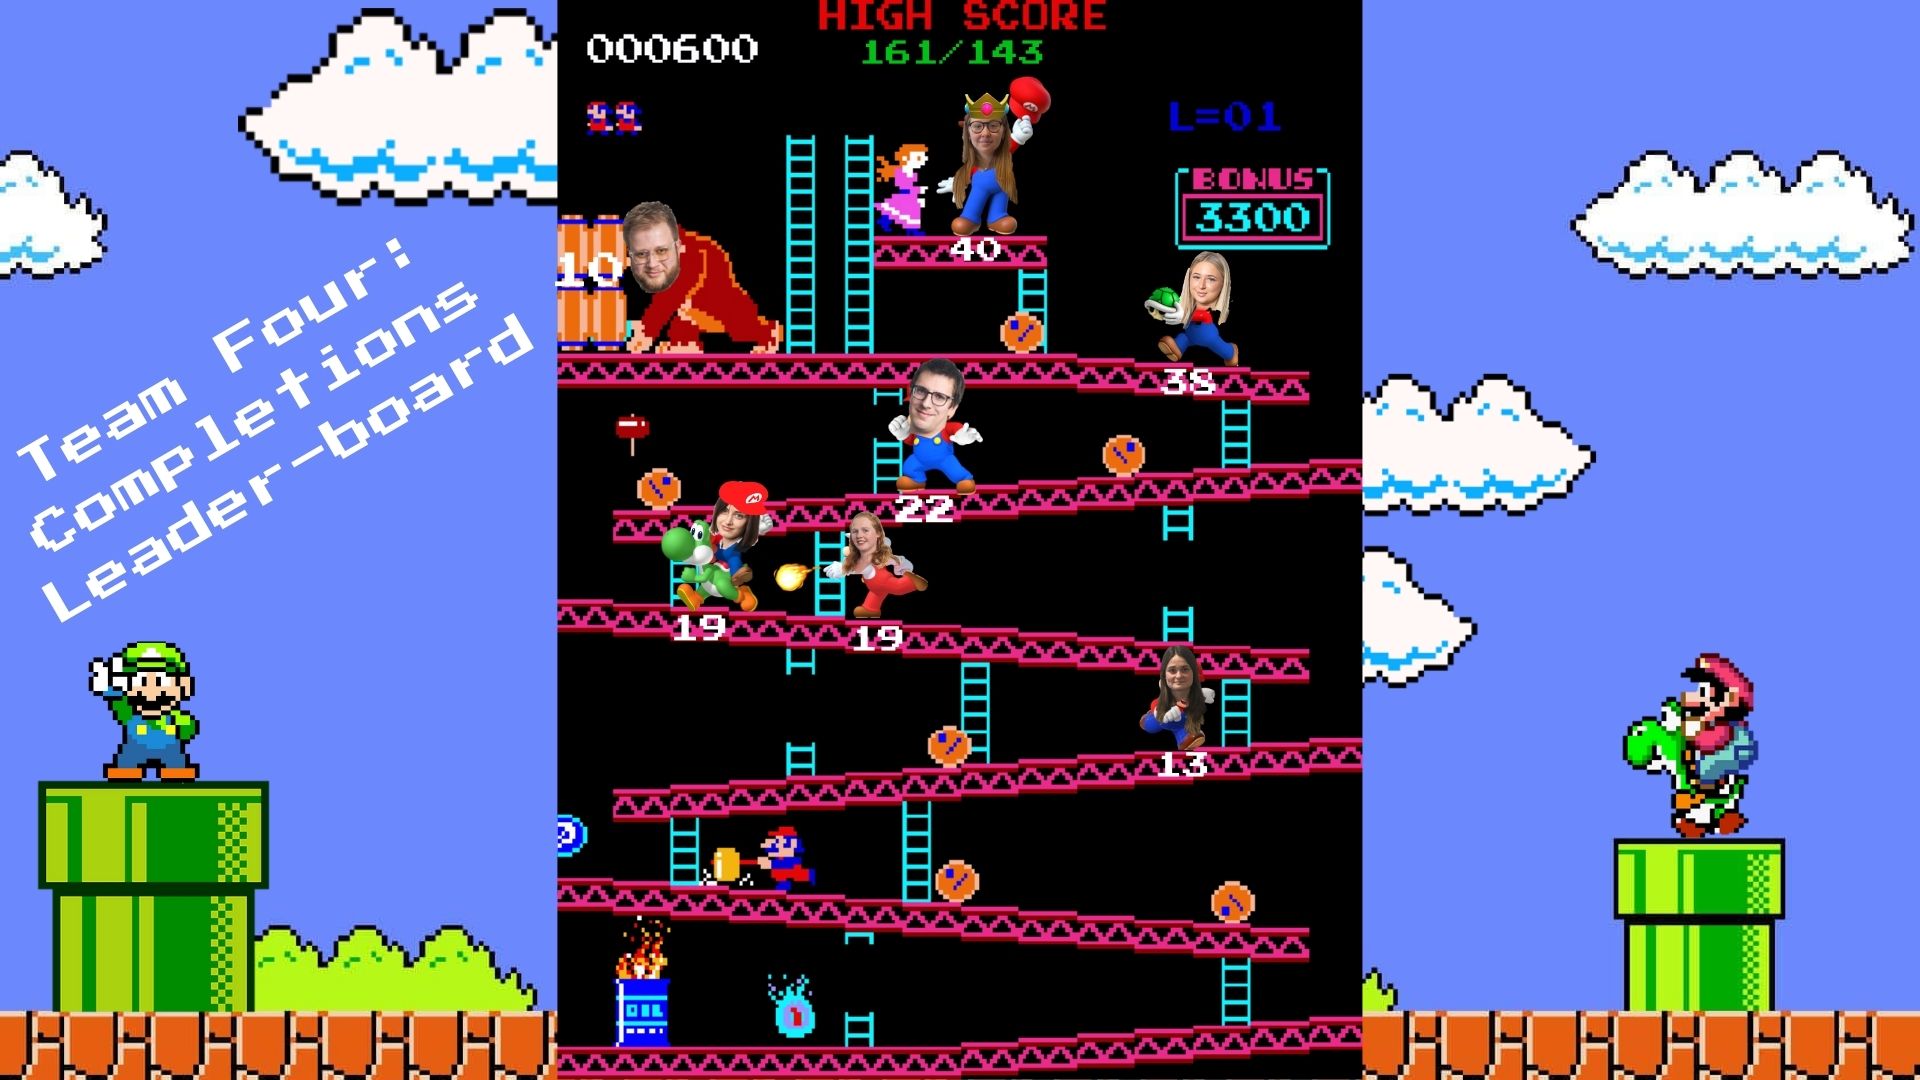 HIGH SCORE
000600
161/143
L=01
BONUS
3300
40
10
38
Team Four:
Completions
Leader-board
22
19
19
13
OIL